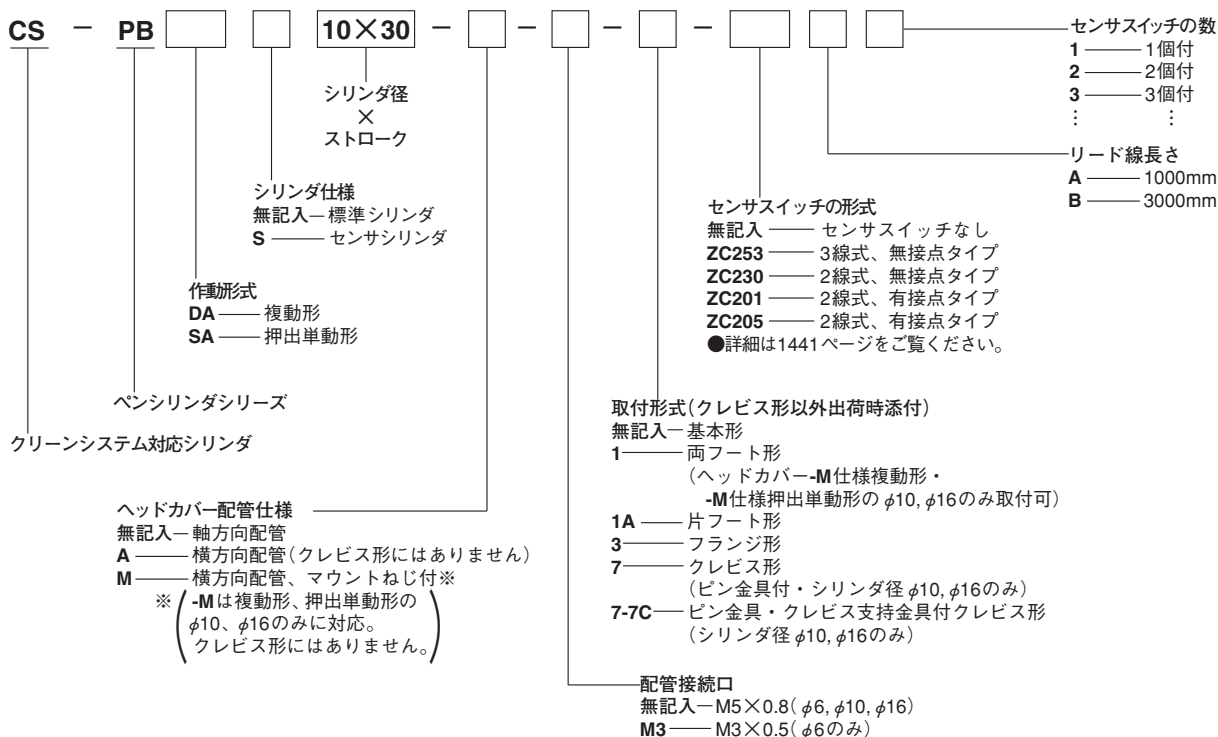 CS － PB 10×30 － － － －
センサスイッチの数
1 ——— 1個付
2 ——— 2個付
3 ——— 3個付
⋮ ⋮
リード線長さ
A ——— 1000mm
B ——— 3000mm
シリンダ径
×
ストローク
シリンダ仕様
無記入—標準シリンダ
S ——— センサシリンダ
センサスイッチの形式
無記入 —— センサスイッチなし
ZC253 —— 3線式、無接点タイプ
ZC230 —— 2線式、無接点タイプ
ZC201 —— 2線式、有接点タイプ
ZC205 —— 2線式、有接点タイプ
●詳細は1441ページをご覧ください。
作動形式
DA —— 複動形
SA —— 押出単動形
ペンシリンダシリーズ
クリーンシステム対応シリンダ
取付形式(クレビス形以外出荷時添付)
無記入—基本形
1 ——— 両フート形
(ヘッドカバー-M仕様複動形・
-M仕様押出単動形のφ10, φ16のみ取付可)
1A —— 片フート形
3 ——— フランジ形
7 ——— クレビス形
(ピン金具付・シリンダ径φ10, φ16のみ)
7-7C — ピン金具・クレビス支持金具付クレビス形
(シリンダ径φ10, φ16のみ)
ヘッドカバー配管仕様
無記入—軸方向配管
A ——— 横方向配管(クレビス形にはありません)
M ——— 横方向配管、マウントねじ付※
※(-Mは複動形、押出単動形の
φ10、φ16のみに対応。
クレビス形にはありません。)
配管接続口
無記入—M5×0.8(φ6, φ10, φ16)
M3 —— M3×0.5(φ6のみ)